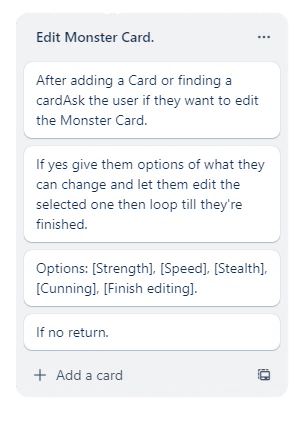 Edit Monster Card.
After adding a Card or finding a
cardAsk the user if they want to edit
the Monster Card.
If yes give them options of what they
can change and let them edit the
selected one then loop till they're
finished.
Options: [Strength], [Speed], [Stealth],
[Cunning], [Finish editing].
If no return.
Add a card